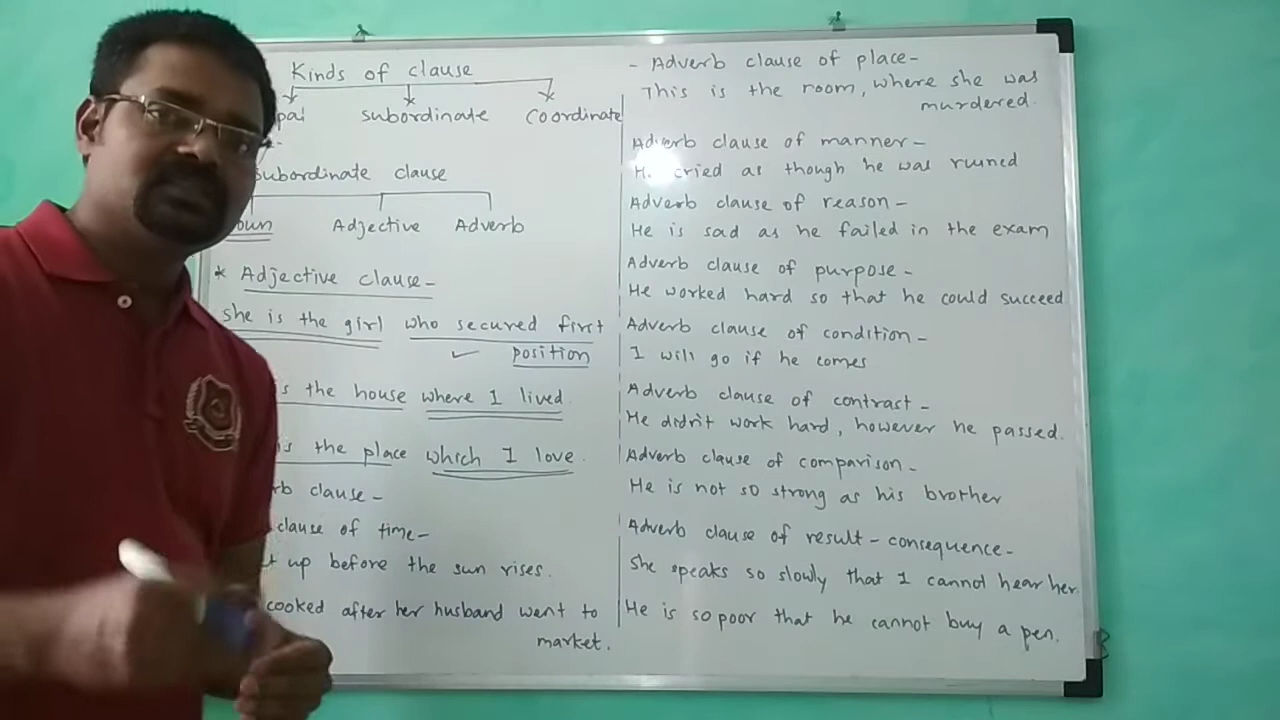 Kinds of clause
pal subordinate coordinate
subordinate clause
oun Adjective Adverb
* Adjective clause-
she is the girl who secured first
✓ position
is the house where I lived.
is the place which I love.
rb clause-
clause of time-
t up before the sun rises.
cooked after her husband went to
market.
- Adverb clause of place-
This is the room, where she was
murdered.
Adverb clause of manner-
H. cried as though he was ruined
Adverb clause of reason-
He is sad as he failed in the exam
Adverb clause of purpose-
He worked hard so that he could succeed
Adverb clause of condition-
I will go if he comes
Adverb clause of contrast-
He didn't work hard, however he passed.
Adverb clause of comparison-
He is not so strong as his brother
Adverb clause of result-consequence-
She speaks so slowly that I cannot hear her.
He is so poor that he cannot buy a pen.